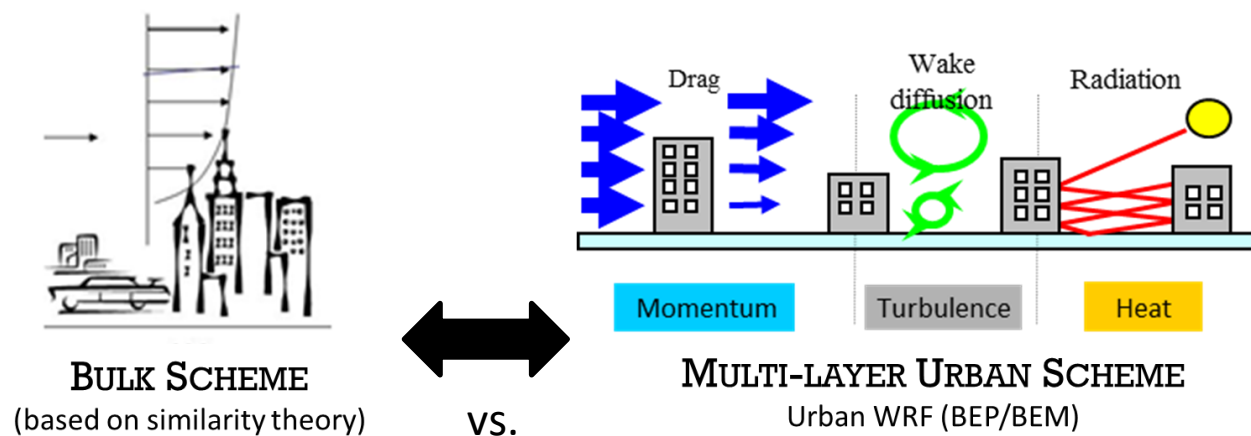 Drag
Wake
diffusion
Radiation
Momentum
Turbulence
Heat
BULK SCHEME
(based on similarity theory)
vs.
MULTI-LAYER URBAN SCHEME
Urban WRF (BEP/BEM)